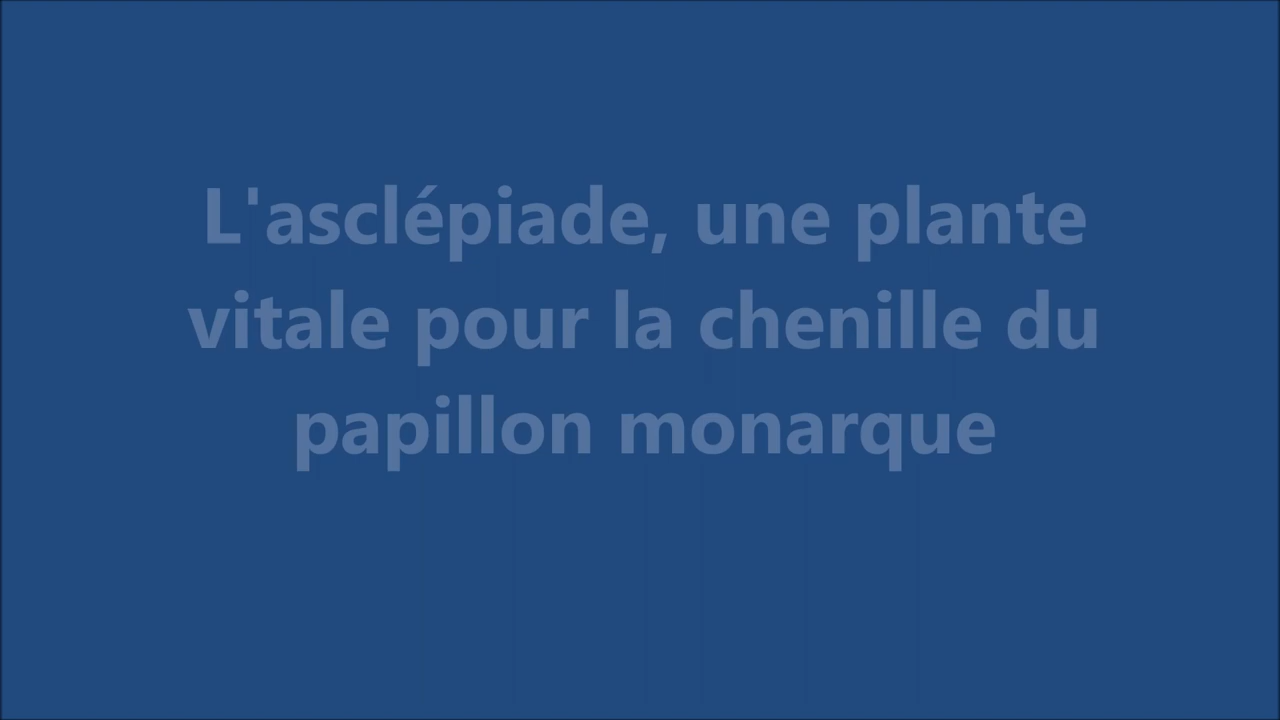 L'asclépiade, une plante
vitale pour la chenille du
papillon monarque